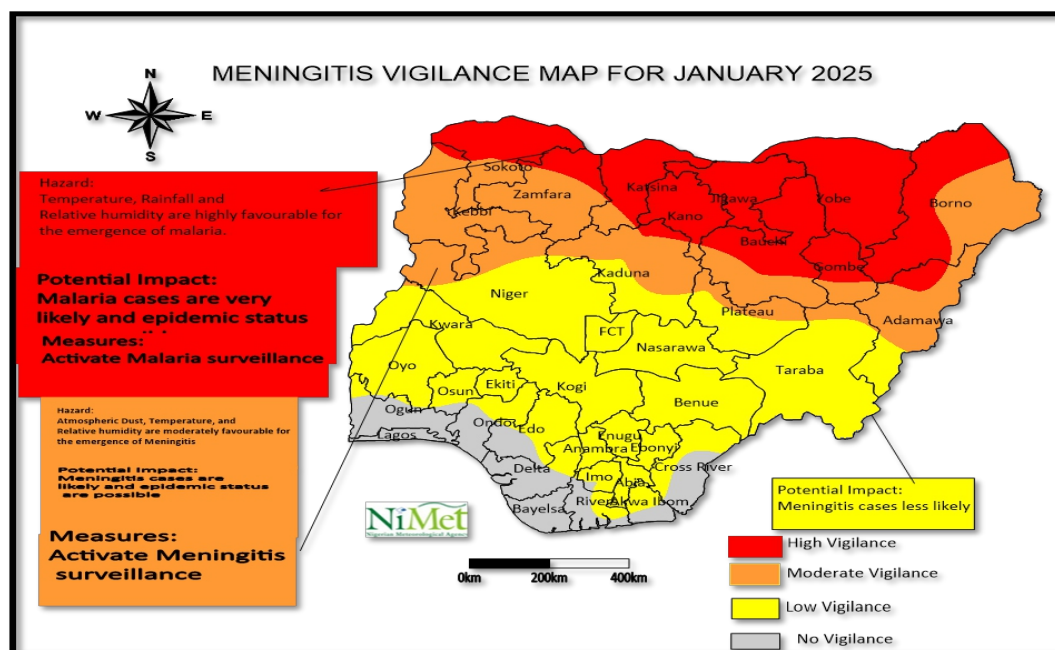 MENINGITIS VIGILANCE MAP FOR JANUARY 2025
N
W
E
S
Hazard:
Temperature, Rainfall and
Relative humidity are highly favourable for
the emergence of malaria.
Potential Impact:
Malaria cases are very
likely and epidemic status
Measures:
Activate Malaria surveillance
Hazard:
Atmospheric Dust, Temperature, and
Relative humidity are moderately favourable for
the emergence of Meningitis
Potential Impact:
Meningitis cases are
likely and epidemic status
are possible
Measures:
Activate Meningitis
surveillance
Sokoto
Zamfara
Kebbi
Katsina
Jigawa
Kano
Yobe
Borno
Bauchi
Gombe
Kaduna
Niger
Plateau
Adamawa
Kwara
FCT
Nasarawa
Taraba
Oyo
Osun
Ekiti
Kogi
Benue
Ogun
Ondo
Edo
Lagos
Enugu
Anambra
Ebonyi
Cross River
Delta
Imo
Abia
Bayelsa
Rivers
Akwa Ibom
NiMet
Nigerian Meteorological Agency
0km 200km 400km
Potential Impact:
Meningitis cases less likely
High Vigilance
Moderate Vigilance
Low Vigilance
No Vigilance